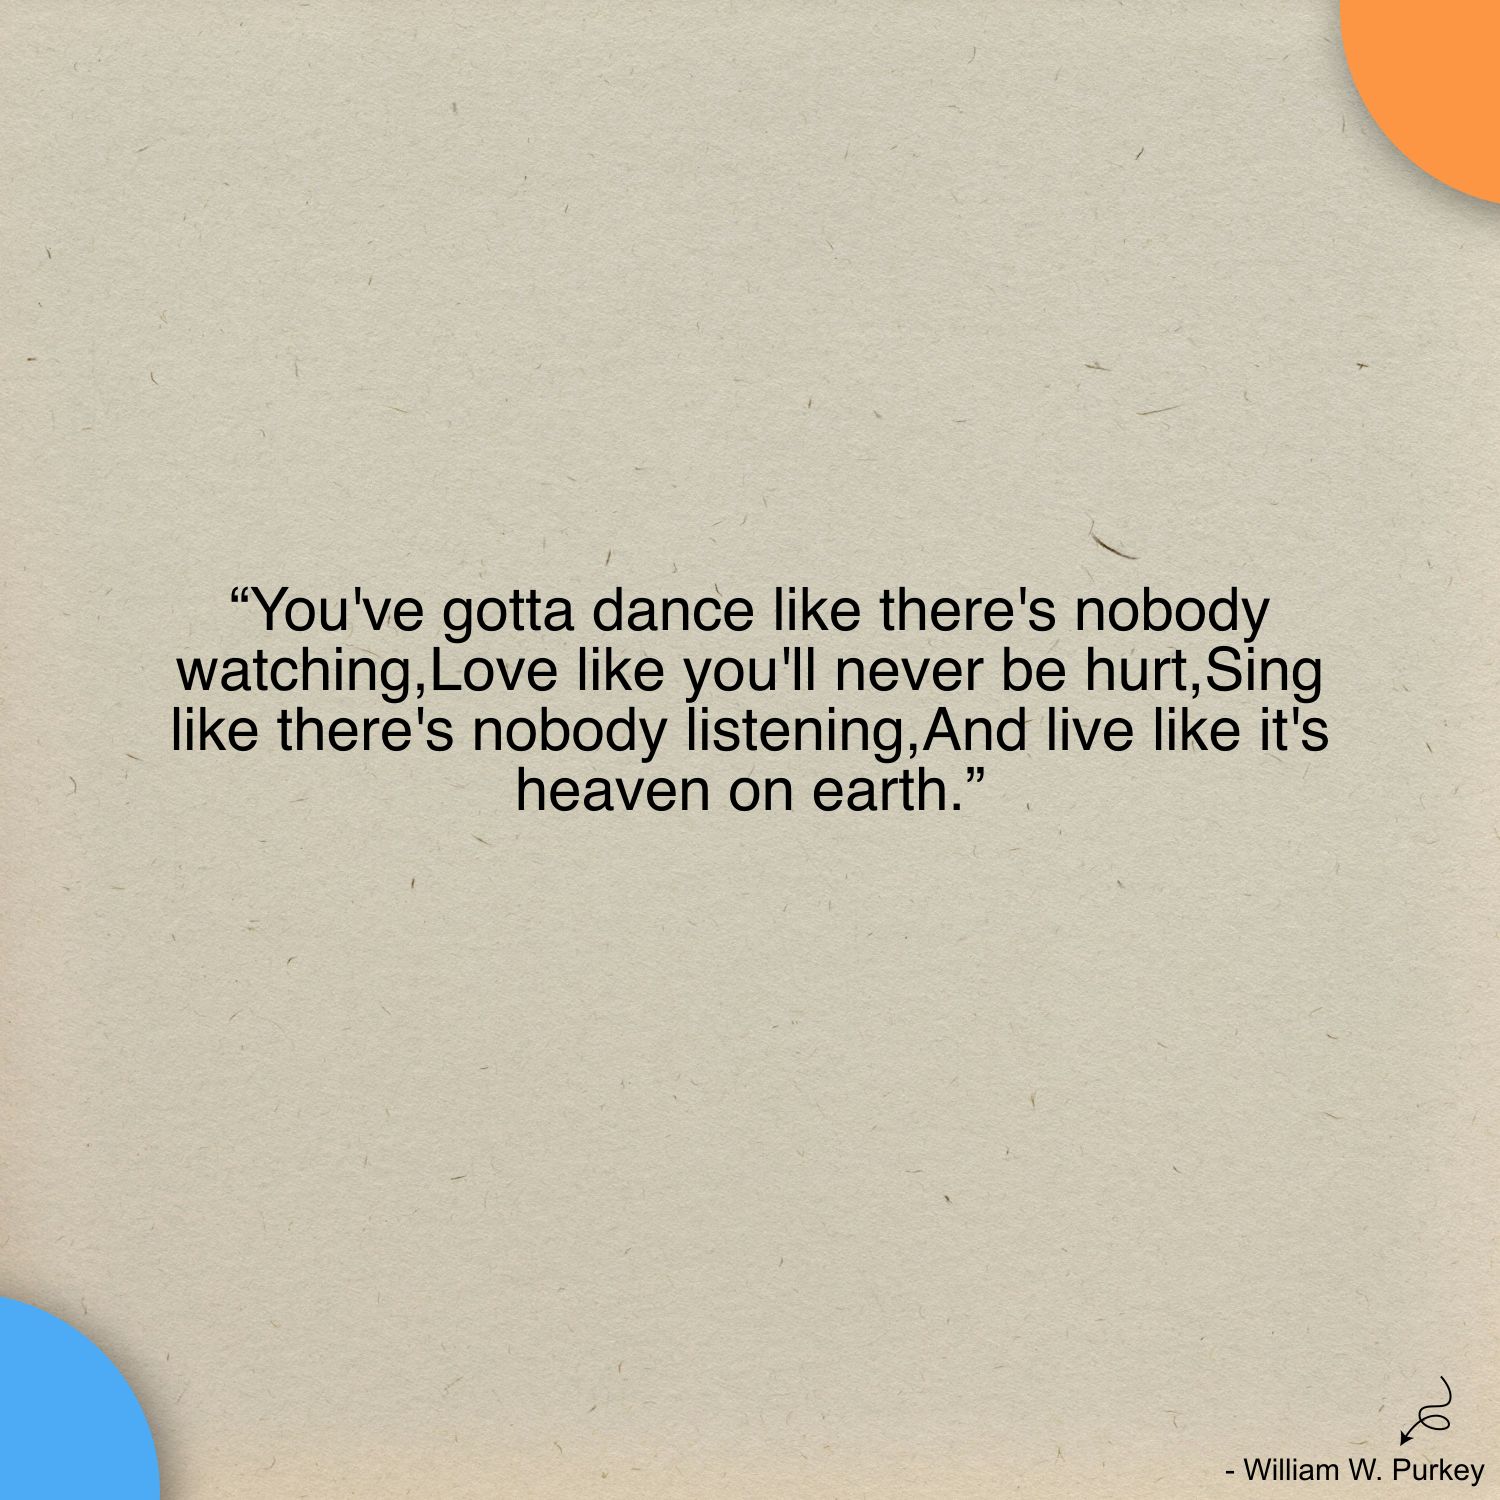 “You've gotta dance like there's nobody
watching,Love like you'll never be hurt,Sing
like there's nobody listening,And live like it's
heaven on earth.”
- William W. Purkey